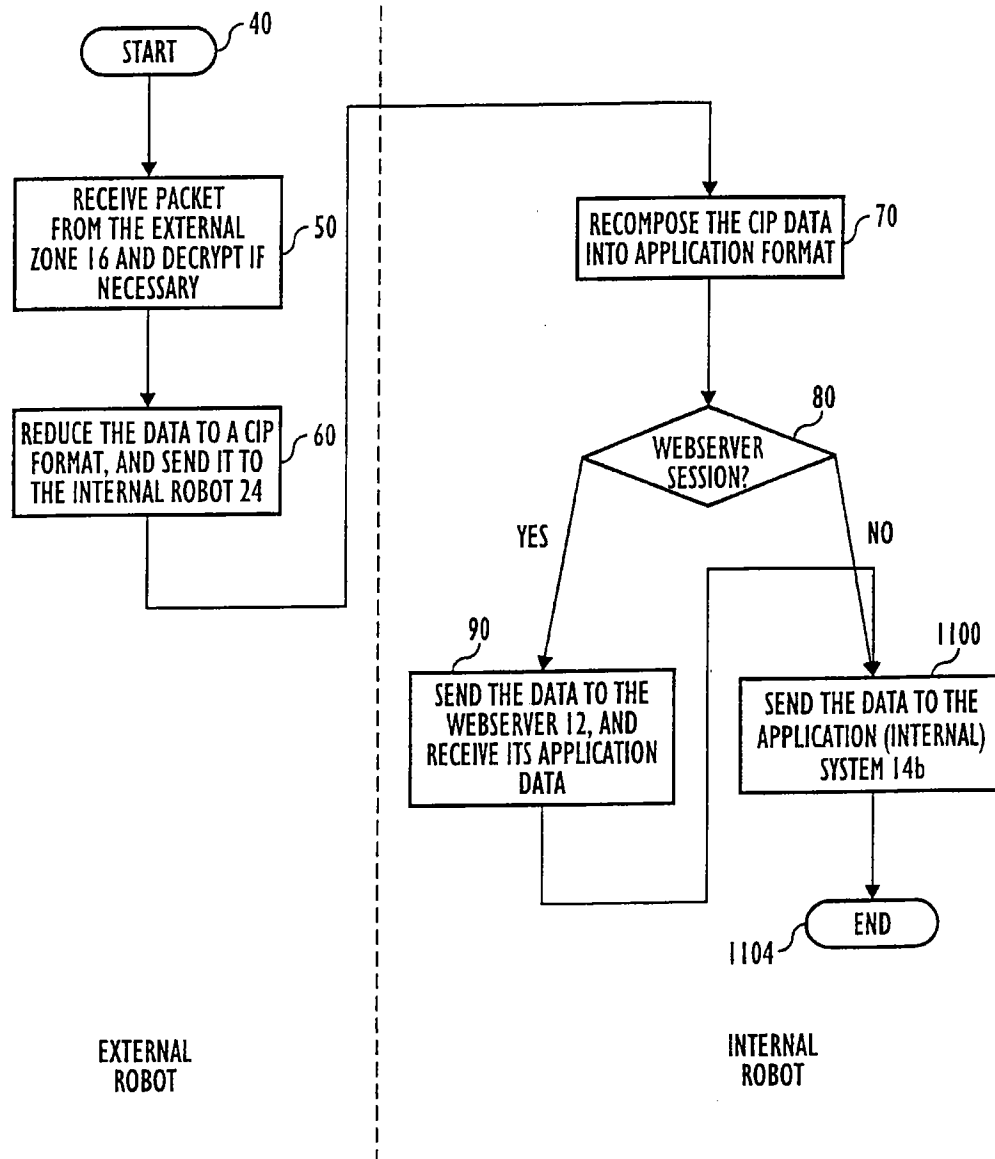 START
40
RECEIVE PACKET
FROM THE EXTERNAL
ZONE 16 AND DECRYPT IF
NECESSARY
50
REDUCE THE DATA TO A CIP
FORMAT, AND SEND IT TO
THE INTERNAL ROBOT 24
60
RECOMPOSE THE CIP DATA
INTO APPLICATION FORMAT
70
WEBSERVER
SESSION?
80
YES
NO
90
SEND THE DATA TO THE
WEBSERVER 12, AND
RECEIVE ITS APPLICATION
DATA
1100
SEND THE DATA TO THE
APPLICATION (INTERNAL)
SYSTEM 14b
END
1104
EXTERNAL
ROBOT
INTERNAL
ROBOT